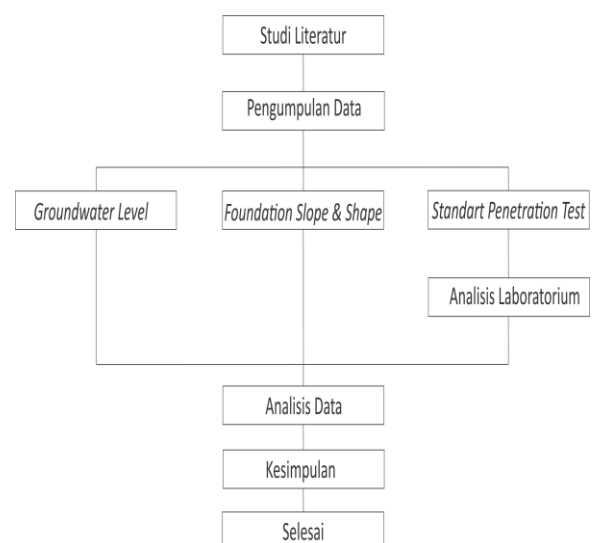 Studi Literatur
Pengumpulan Data
Groundwater Level
Foundation Slope & Shape
Standart Penetration Test
Analisis Laboratorium
Analisis Data
Kesimpulan
Selesai